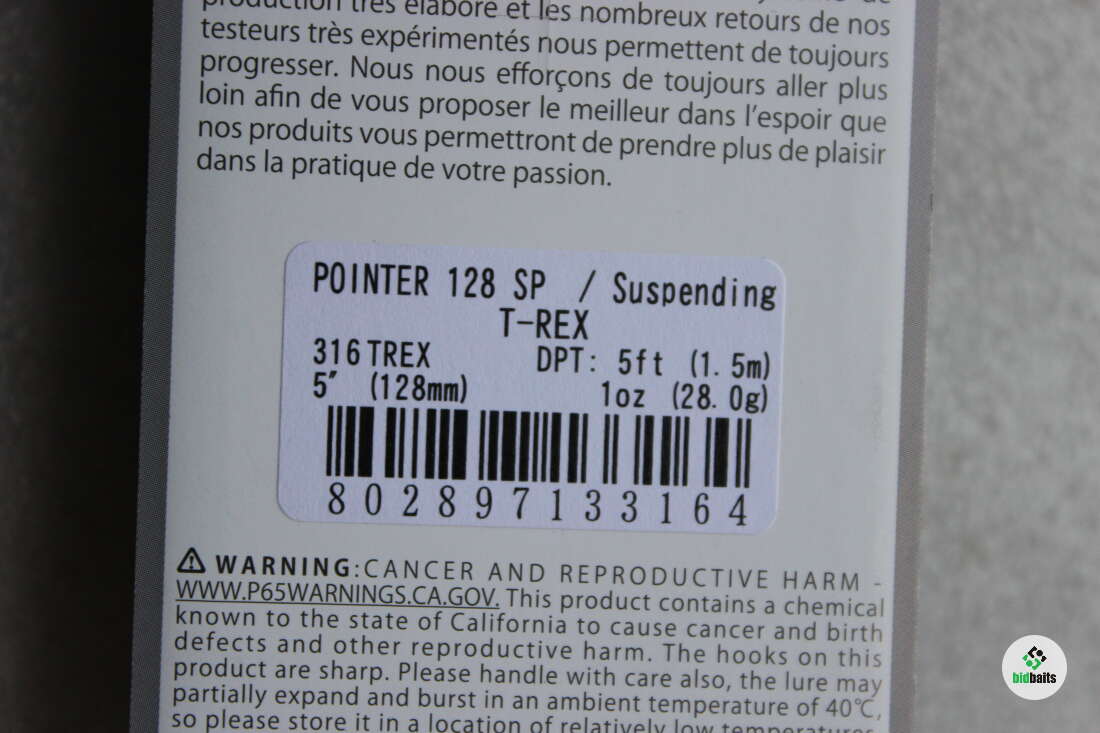 production très élaboré et les nombreux retours de nos
testeurs très expérimentés nous permettent de toujours
progresser. Nous nous efforçons de toujours aller plus
loin afin de vous proposer le meilleur dans l'espoir que
nos produits vous permettront de prendre plus de plaisir
dans la pratique de votre passion.
POINTER 128 SP / Suspending
T-REX
316TREX DPT: 5ft (1.5m)
5″ (128mm) 1oz (28.0g)
802897133164
⚠ WARNING:CANCER AND REPRODUCTIVE HARM -
WWW.P65WARNINGS.CA.GOV. This product contains a chemical
known to the state of California to cause cancer and birth
defects and other reproductive harm. The hooks on this
product are sharp. Please handle with care also, the lure may
partially expand and burst in an ambient temperature of 40℃,
so please store it in a location of relatively low temperatures.
bidbaits